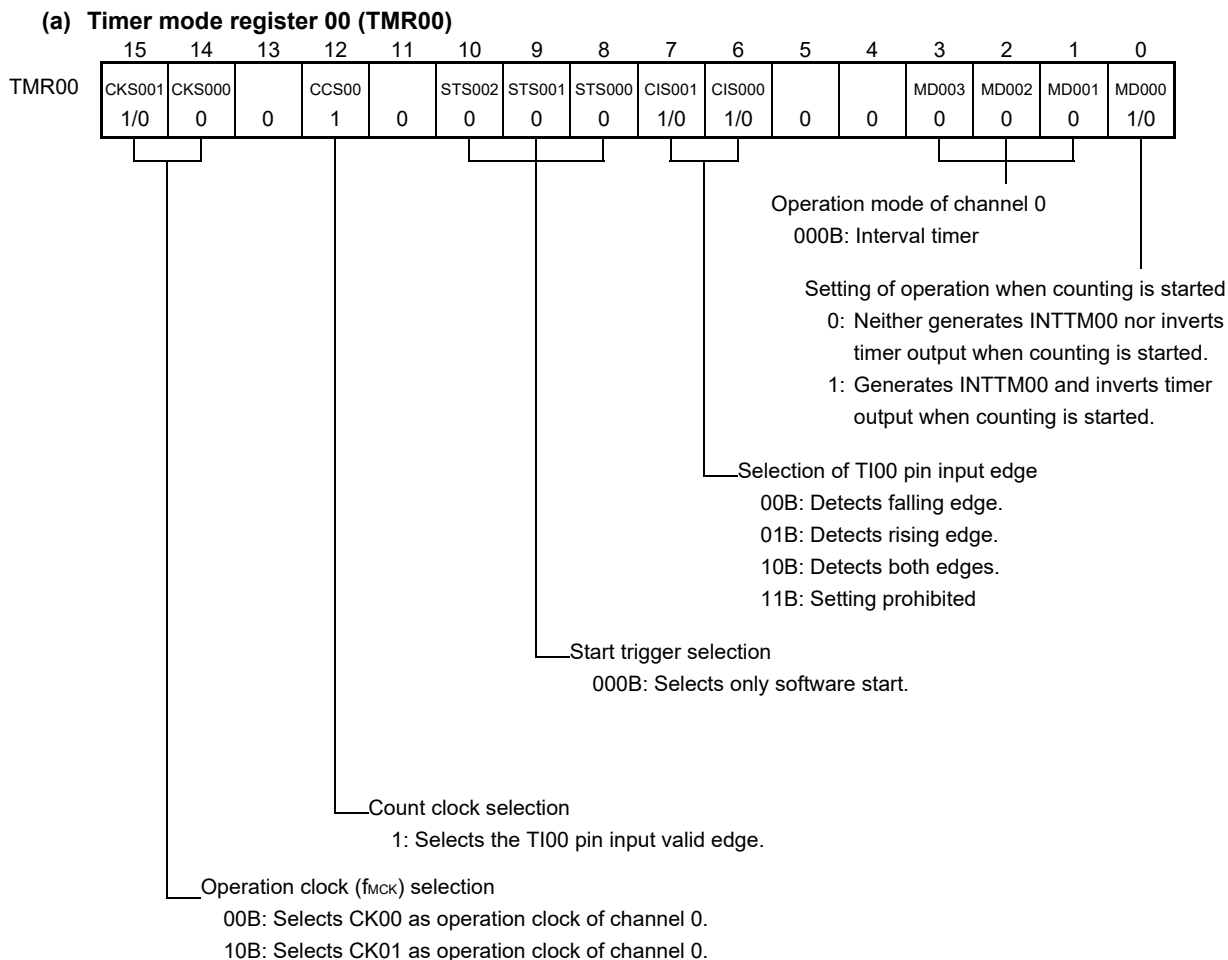 (a) Timer mode register 00 (TMR00)
15 14 13 12 11 10 9 8 7 6 5 4 3 2 1 0
TMR00 CKS001 CKS000 CCS00 STS002 STS001 STS000 CIS001 CIS000 MD003 MD002 MD001 MD000
1/0 0 0 1 0 0 0 0 1/0 1/0 0 0 0 0 0 1/0
Operation mode of channel 0
000B: Interval timer
Setting of operation when counting is started
0: Neither generates INTTM00 nor inverts
timer output when counting is started.
1: Generates INTTM00 and inverts timer
output when counting is started.
Selection of TI00 pin input edge
00B: Detects falling edge.
01B: Detects rising edge.
10B: Detects both edges.
11B: Setting prohibited
Start trigger selection
000B: Selects only software start.
Count clock selection
1: Selects the TI00 pin input valid edge.
Operation clock (fMCK) selection
00B: Selects CK00 as operation clock of channel 0.
10B: Selects CK01 as operation clock of channel 0.